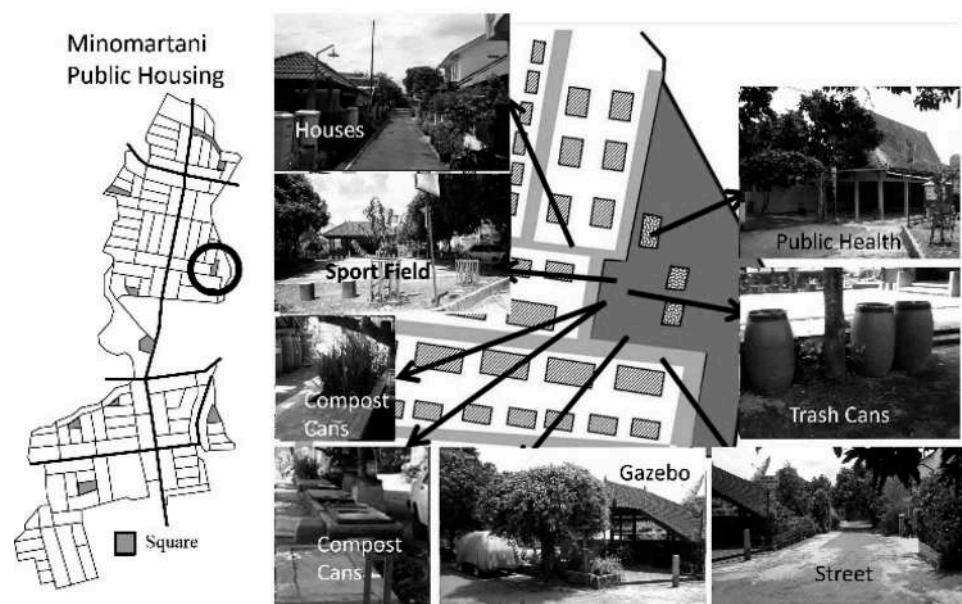 Minomartani
Public Housing
Houses
Sport Field
Compost
Cans
Compost
Cans
Square
Gazebo
Public Health
Trash Cans
Street